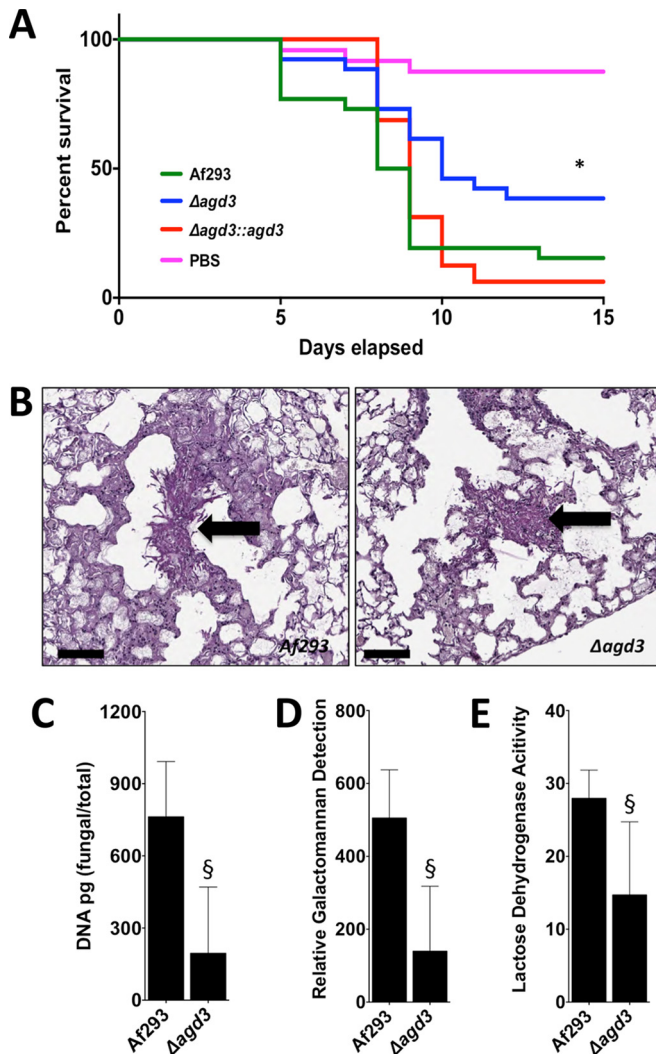 A
Percent survival
100
50
0
Af293
Δagd3
Δagd3::agd3
PBS
*
0
5
10
15
Days elapsed
B
Af293
Δagd3
C
DNA pg (fungal/total)
1200
900
600
300
0
§
Af293
Δagd3
D
Relative Galactomannan Detection
800
600
400
200
0
§
Af293
Δagd3
E
Lactose Dehydrogenase Acitivity
40
30
20
10
0
§
Af293
Δagd3